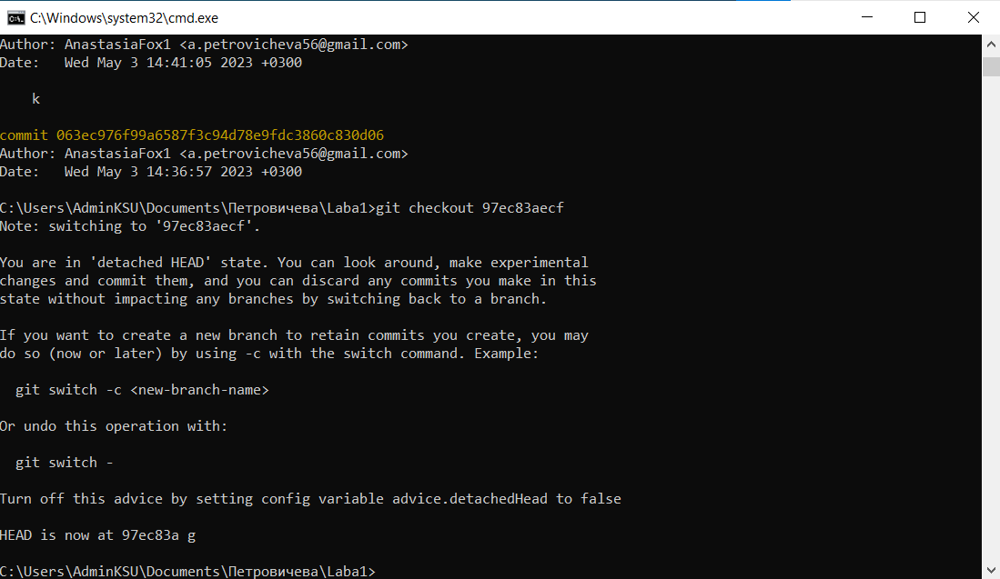 C:\Windows\system32\cmd.exe
Author: AnastasiaFox1 <a.petrovicheva56@gmail.com>
Date:   Wed May 3 14:41:05 2023 +0300
    k
commit 063ec976f99a6587f3c94d78e9fdc3860c830d06
Author: AnastasiaFox1 <a.petrovicheva56@gmail.com>
Date:   Wed May 3 14:36:57 2023 +0300
C:\Users\AdminKSU\Documents\Петровичева\Laba1>git checkout 97ec83aecf
Note: switching to '97ec83aecf'.
You are in 'detached HEAD' state. You can look around, make experimental
changes and commit them, and you can discard any commits you make in this
state without impacting any branches by switching back to a branch.
If you want to create a new branch to retain commits you create, you may
do so (now or later) by using -c with the switch command. Example:
  git switch -c <new-branch-name>
Or undo this operation with:
  git switch -
Turn off this advice by setting config variable advice.detachedHead to false
HEAD is now at 97ec83a g
C:\Users\AdminKSU\Documents\Петровичева\Laba1>